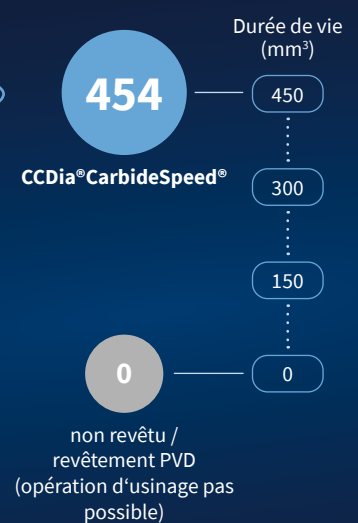 Durée de vie
(mm³)
454
450
CCDia®CarbideSpeed®
300
150
0
0
non revêtu /
revêtement PVD
(opération d‘usinage pas
possible)